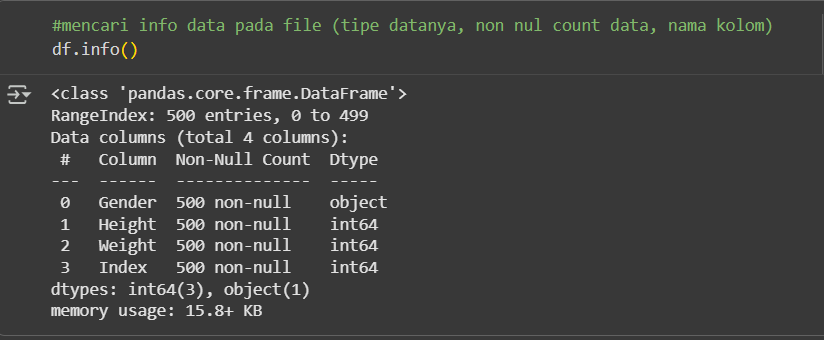 #mencari info data pada file (tipe datanya, non nul count data, nama kolom)
df.info()
<class 'pandas.core.frame.DataFrame'>
RangeIndex: 500 entries, 0 to 499
Data columns (total 4 columns):
 #   Column  Non-Null Count  Dtype
---  ------  --------------  -----
 0   Gender  500 non-null    object
 1   Height  500 non-null    int64
 2   Weight  500 non-null    int64
 3   Index   500 non-null    int64
dtypes: int64(3), object(1)
memory usage: 15.8+ KB